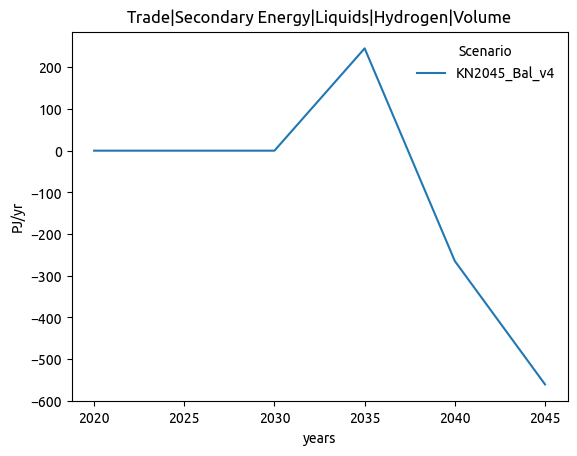 Trade|Secondary Energy|Liquids|Hydrogen|Volume
Scenario
KN2045_Bal_v4
200
100
0
−100
−200
−300
−400
−500
−600
PJ/yr
2020 2025 2030 2035 2040 2045
years